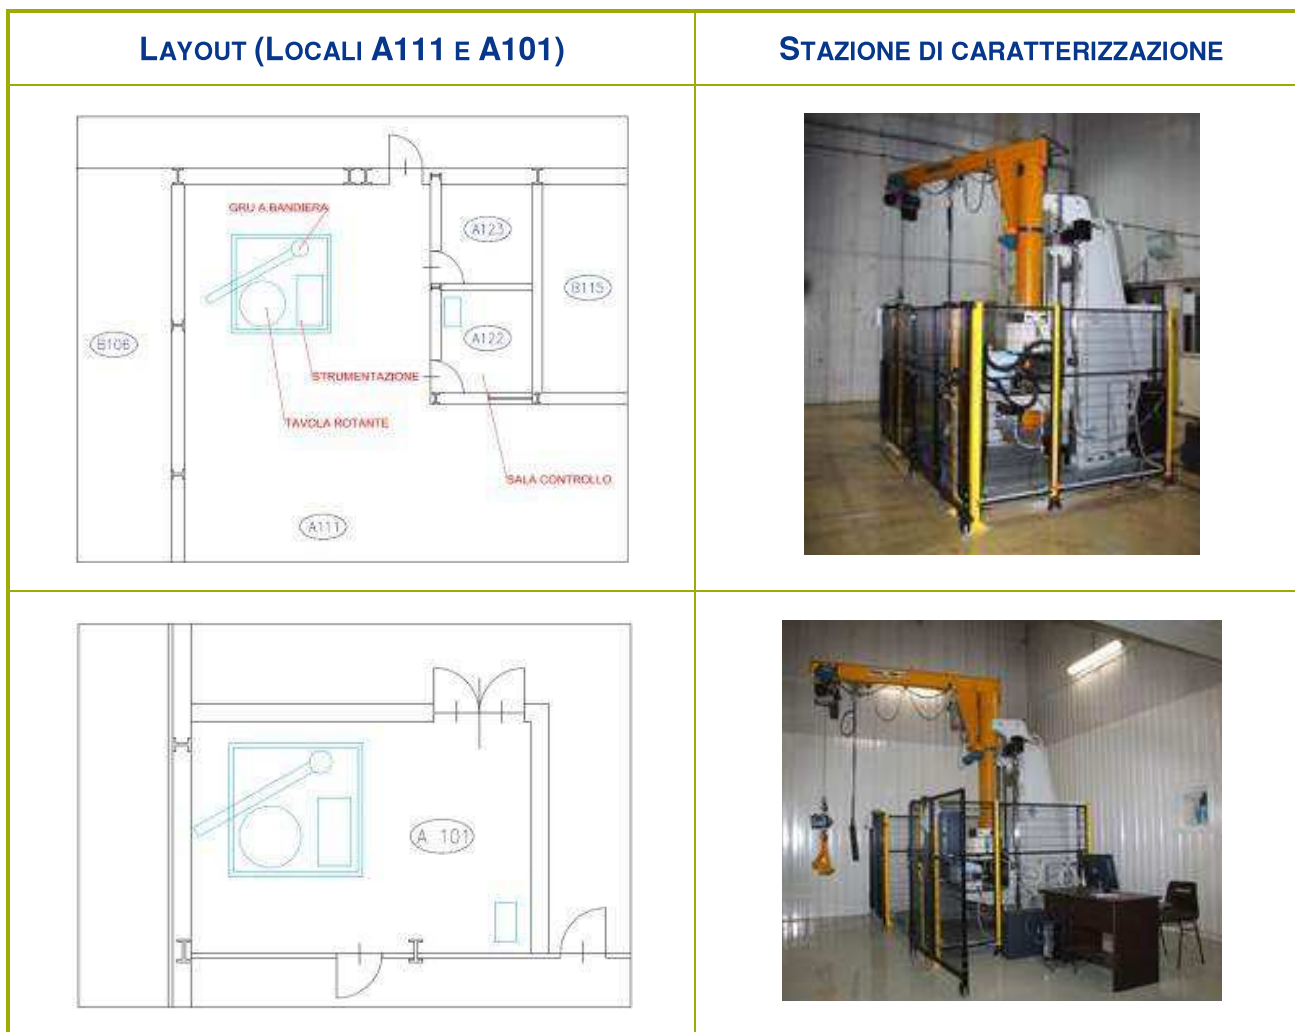 LAYOUT (LOCALI A111 E A101)
STAZIONE DI CARATTERIZZAZIONE
GRU A BANDIERA
A123
B115
B106
A122
STRUMENTAZIONE
TAVOLA ROTANTE
SALA CONTROLLO
A111
A 101